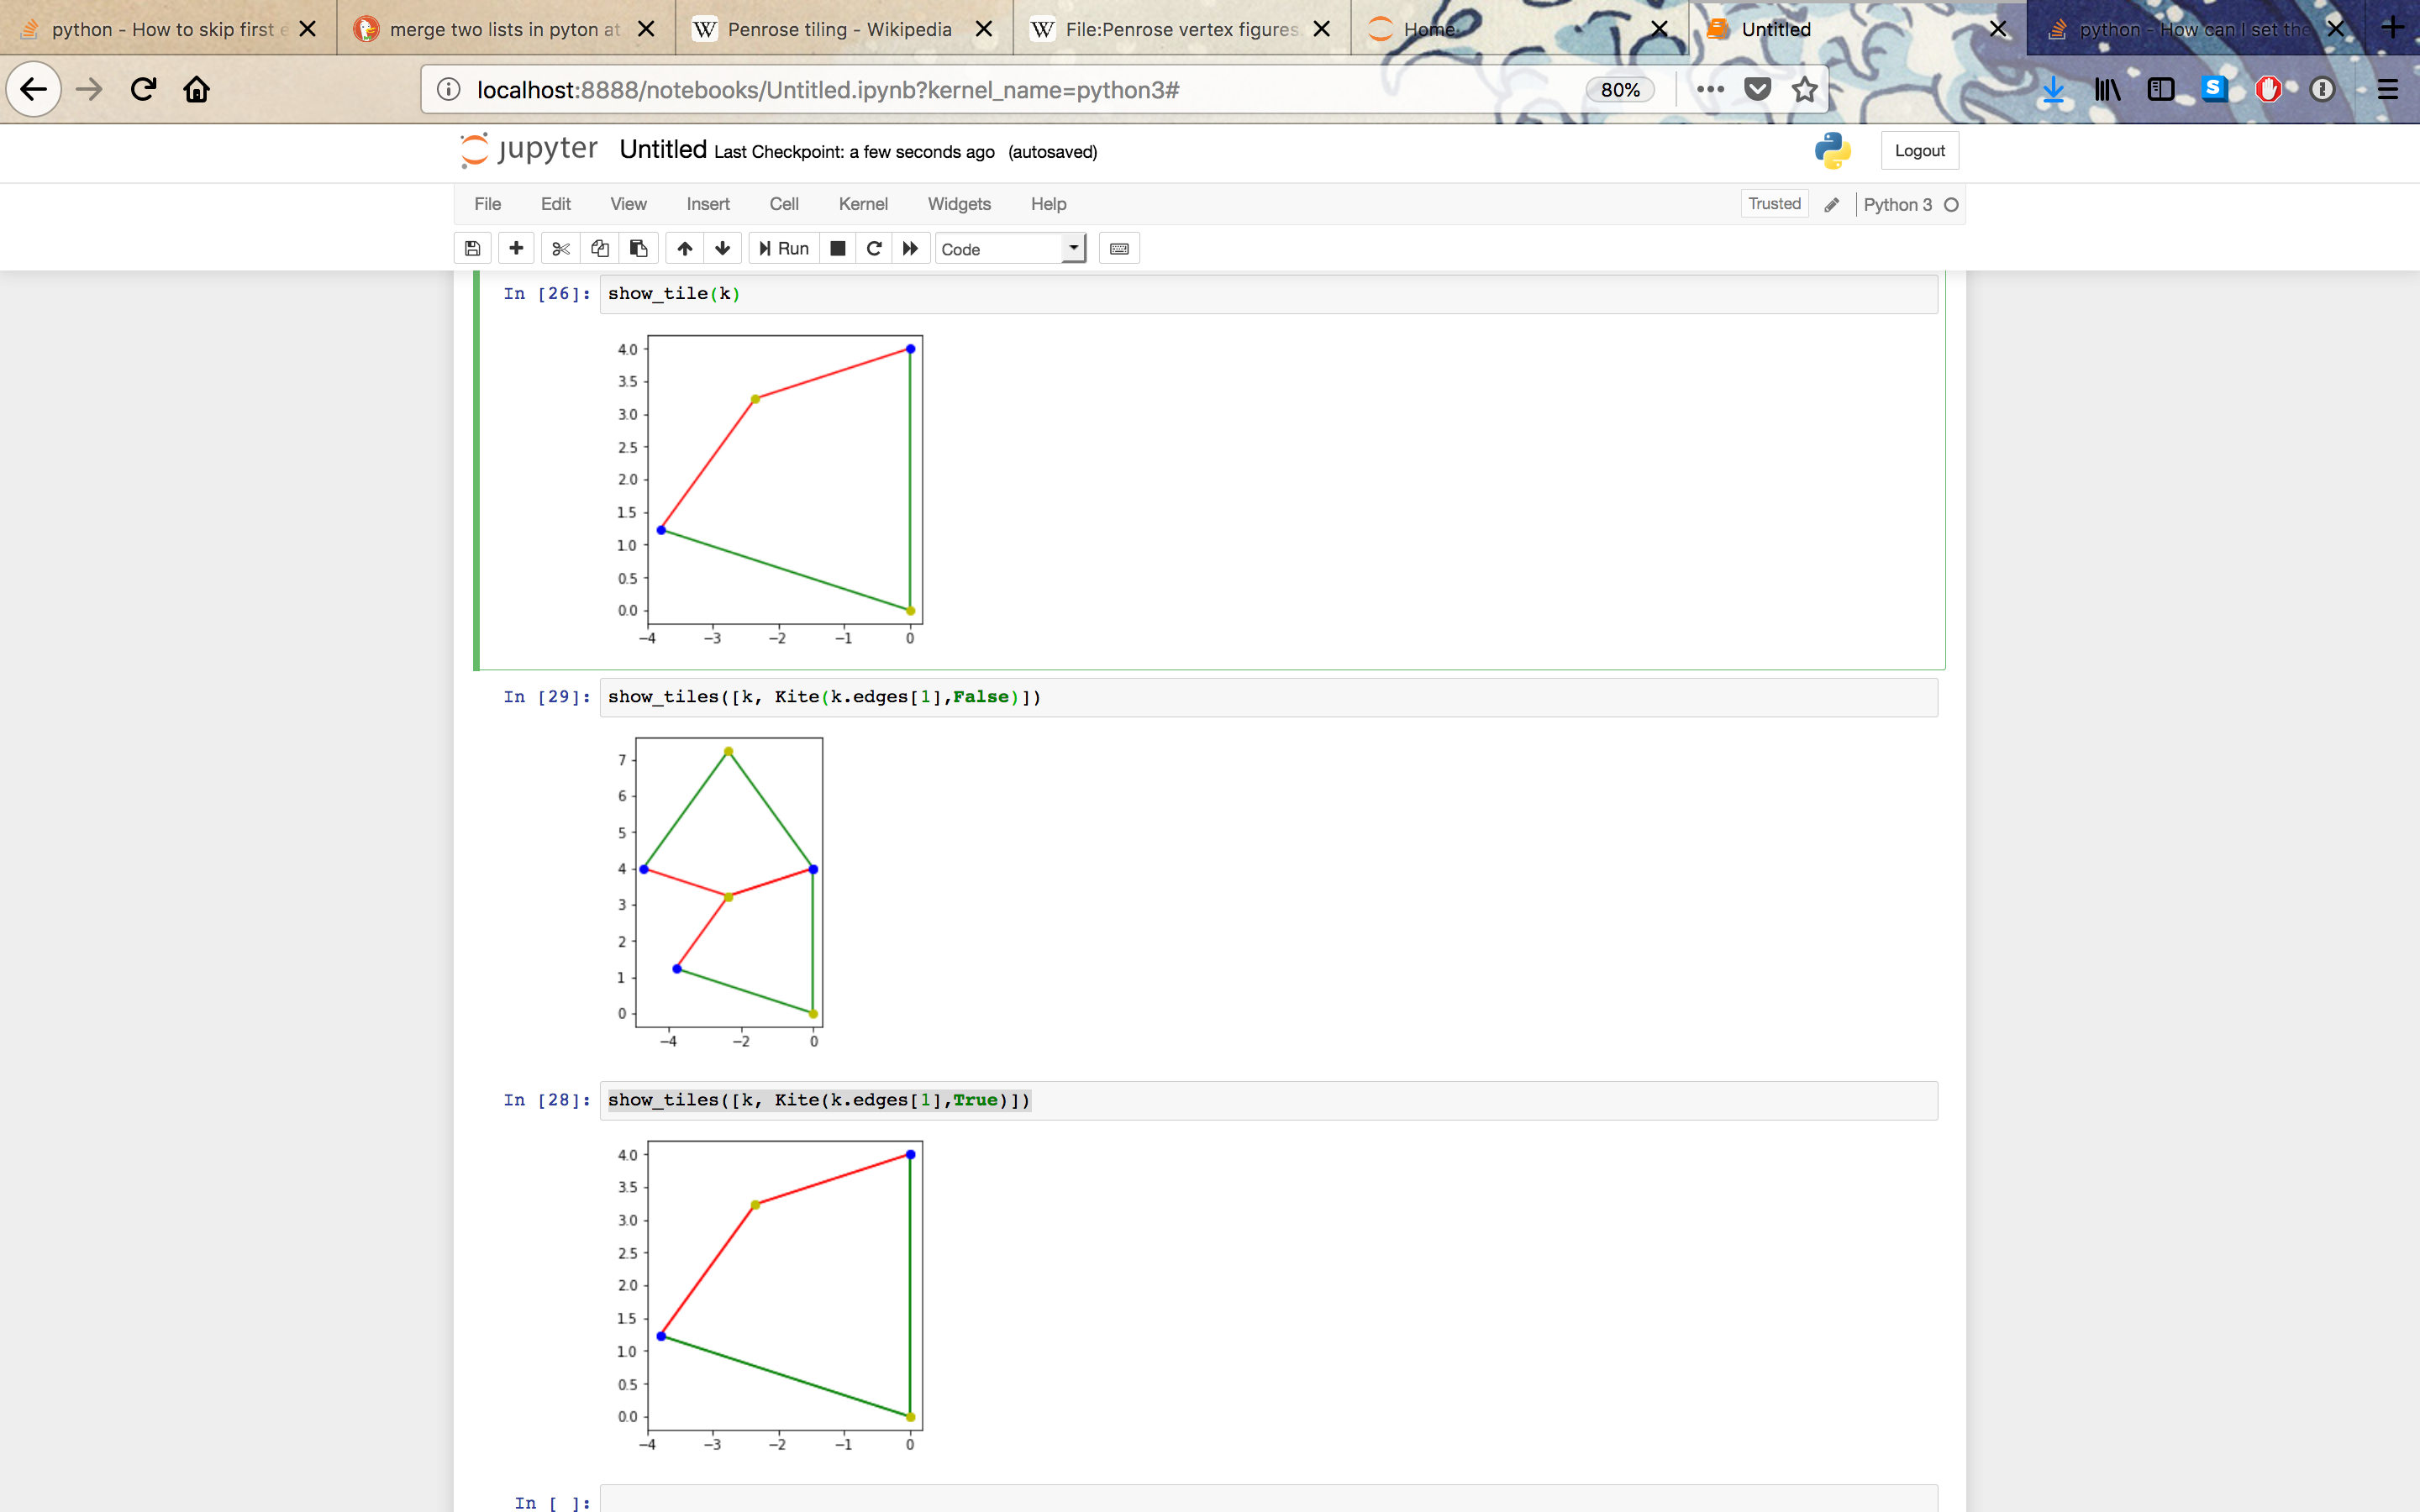 python - How to skip first e
merge two lists in pyton at
W Penrose tiling - Wikipedia
W File:Penrose vertex figures.
Home
Untitled
python - How can I set the
localhost:8888/notebooks/Untitled.ipynb?kernel_name=python3#
80%
S
jupyter Untitled Last Checkpoint: a few seconds ago (autosaved)
Logout
File Edit View Insert Cell Kernel Widgets Help
Trusted Python 3
Run Code
In [26]: show_tile(k)
4.0
3.5
3.0
2.5
2.0
1.5
1.0
0.5
0.0
−4 −3 −2 −1 0
In [29]: show_tiles([k, Kite(k.edges[1],False)])
7
6
5
4
3
2
1
0
−4 −2 0
In [28]: show_tiles([k, Kite(k.edges[1],True)])
4.0
3.5
3.0
2.5
2.0
1.5
1.0
0.5
0.0
−4 −3 −2 −1 0
In [ ]: